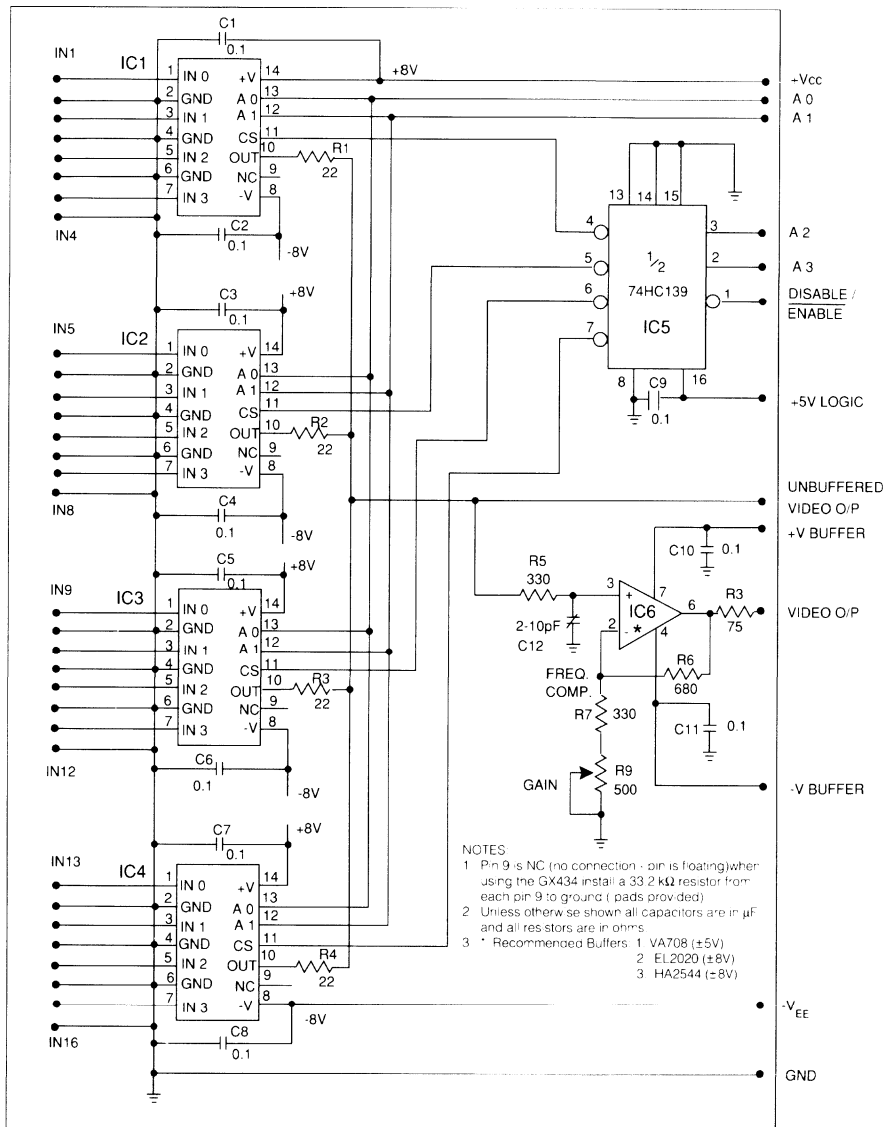 C1
0.1
IN1
IC1
+8V
1 IN 0 +V 14
+Vcc
2 GND A 0 13
A 0
3 IN 1 A 1 12
A 1
4 GND CS 11
5 IN 2 OUT 10
R1
22
6 GND NC 9
7 IN 3 -V 8
IN4
C2
0.1
-8V
13 14 15
4 3 A 2
1/2
5 2 A 3
74HC139
6 1 DISABLE /
ENABLE
IC5
7
8 16
C9
0.1
+5V LOGIC
C3
0.1
+8V
IN5
IC2
1 IN 0 +V 14
2 GND A 0 13
3 IN 1 A 1 12
4 GND CS 11
5 IN 2 OUT 10
R2
22
6 GND NC 9
7 IN 3 -V 8
IN8
C4
0.1
-8V
UNBUFFERED
VIDEO O/P
+V BUFFER
C10 0.1
C5
0.1
+8V
IN9
IC3
1 IN 0 +V 14
2 GND A 0 13
3 IN 1 A 1 12
4 GND CS 11
5 IN 2 OUT 10
R3
22
6 GND NC 9
7 IN 3 -V 8
IN12
C6
0.1
-8V
R5
330
3 + 7
IC6
6
R3
75
VIDEO O/P
2 - * 4
2-10pF
C12
R6
680
FREQ.
COMP.
R7 330
C11 0.1
GAIN
R9
500
-V BUFFER
C7
0.1
+8V
IN13
IC4
1 IN 0 +V 14
2 GND A 0 13
3 IN 1 A 1 12
4 GND CS 11
5 IN 2 OUT 10
R4
22
6 GND NC 9
7 IN 3 -V 8
IN16
C8
0.1
-8V
NOTES
1 Pin 9 is NC (no connection - pin is floating) when
using the GX434 install a 33.2 kΩ resistor from
each pin 9 to ground ( pads provided)
2 Unless otherwise shown all capacitors are in µF
and all resistors are in ohms
3 * Recommended Buffers 1 VA708 (±5V)
2 EL2020 (±8V)
3 HA2544 (±8V)
-VEE
GND